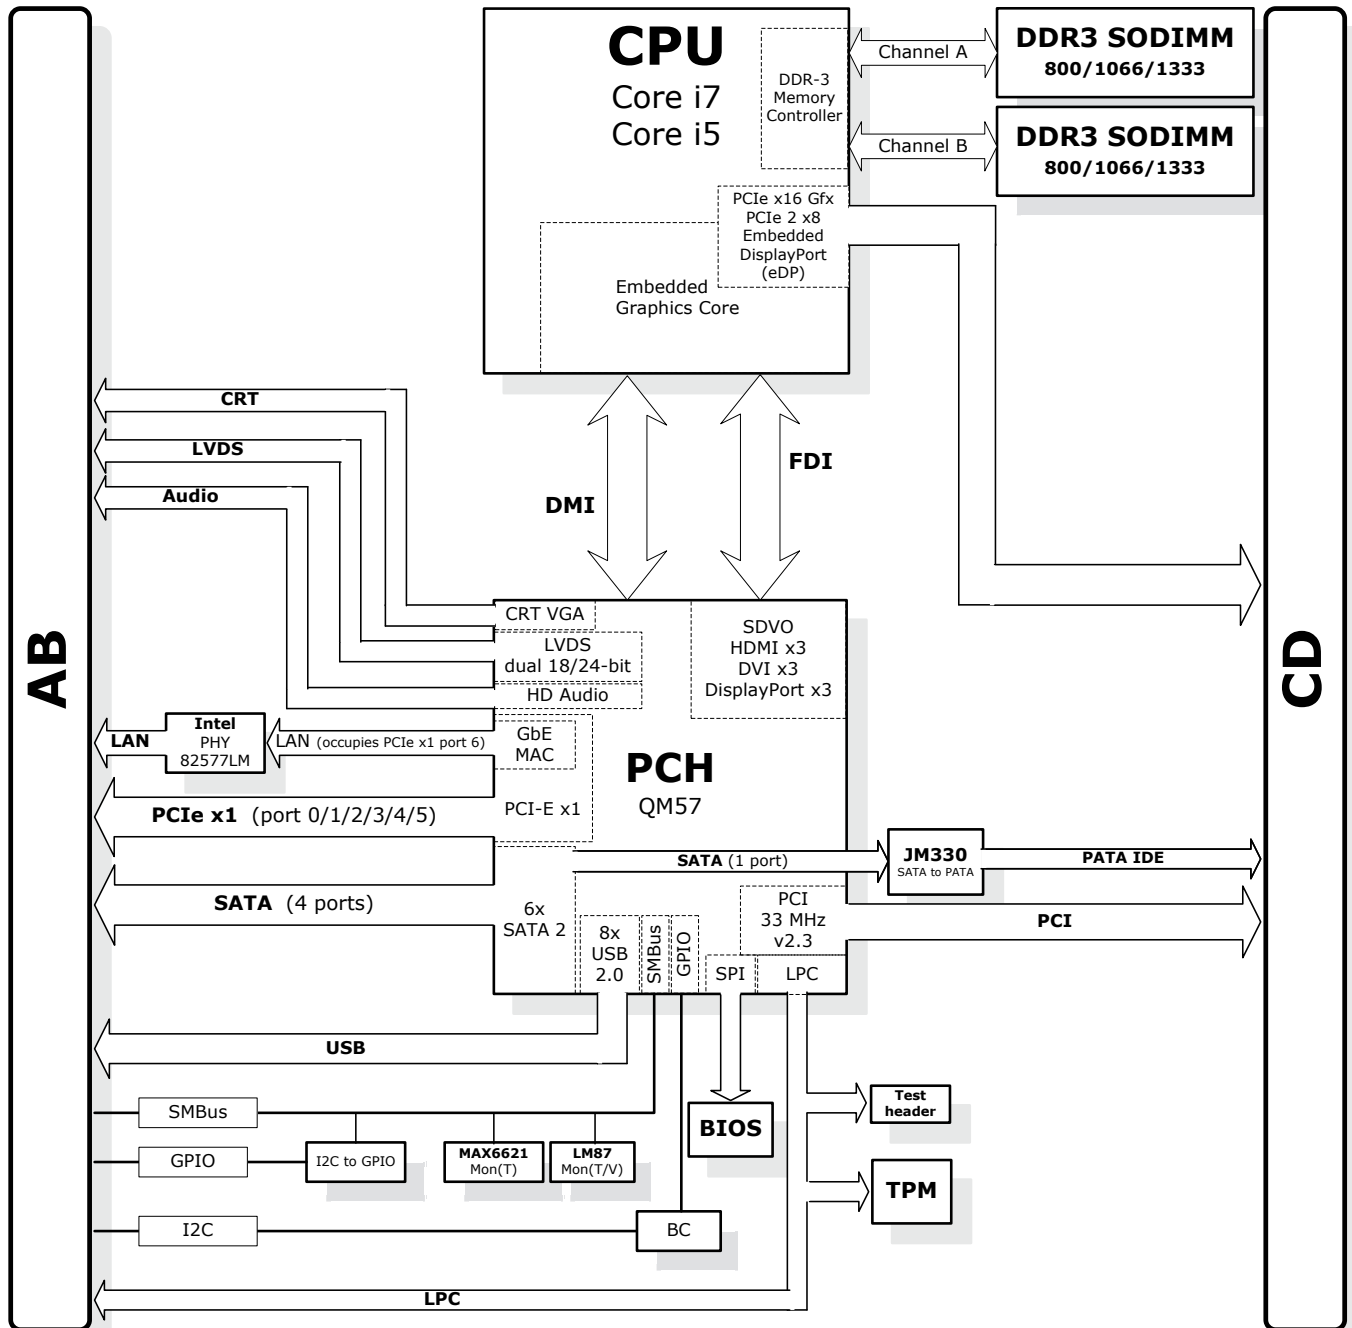 CPU
Core i7
Core i5
DDR-3
Memory
Controller
Channel A
DDR3 SODIMM
800/1066/1333
Channel B
DDR3 SODIMM
800/1066/1333
PCIe x16 Gfx
PCIe 2 x8
Embedded
DisplayPort
(eDP)
Embedded
Graphics Core
CRT
LVDS
Audio
DMI
FDI
AB
CD
CRT VGA
LVDS
dual 18/24-bit
HD Audio
SDVO
HDMI x3
DVI x3
DisplayPort x3
LAN
Intel
PHY
82577LM
LAN (occupies PCIe x1 port 6)
GbE
MAC
PCH
QM57
PCIe x1 (port 0/1/2/3/4/5)
PCI-E x1
SATA (1 port)
JM330
SATA to PATA
PATA IDE
SATA (4 ports)
6x
SATA 2
8x
USB
2.0
SMBus
GPIO
PCI
33 MHz
v2.3
PCI
SPI
LPC
USB
SMBus
GPIO
I2C to GPIO
MAX6621
Mon(T)
LM87
Mon(T/V)
BIOS
Test
header
TPM
I2C
BC
LPC